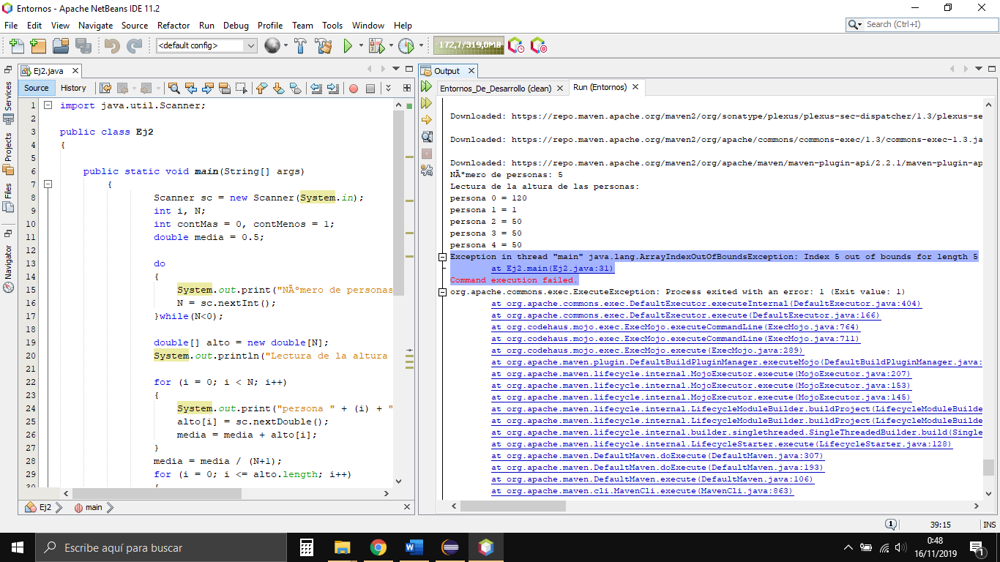 Entornos - Apache NetBeans IDE 11.2
File Edit View Navigate Source Refactor Run Debug Profile Team Tools Window Help
Search (Ctrl+I)
<default config>
172,7/319,0MB
Ej2.java
Source History
Services
Projects
Files
Navigator
1 import java.util.Scanner;
2
3 public class Ej2
4 {
5
6 public static void main(String[] args)
7 {
8 Scanner sc = new Scanner(System.in);
9 int i, N;
10 int contMas = 0, contMenos = 1;
11 double media = 0.5;
12
13 do
14 {
15 System.out.print("NÃºmero de personas
16 N = sc.nextInt();
17 }while(N<0);
18
19 double[] alto = new double[N];
20 System.out.println("Lectura de la altura
21
22 for (i = 0; i < N; i++)
23 {
24 System.out.print("persona " + (i) + "
25 alto[i] = sc.nextDouble();
26 media = media + alto[i];
27 }
28 media = media / (N+1);
29 for (i = 0; i <= alto.length; i++)
30 {
Ej2 main
Output
Entornos_De_Desarrollo (clean) Run (Entornos)
Downloaded: https://repo.maven.apache.org/maven2/org/sonatype/plexus/plexus-sec-dispatcher/1.3/plexus-se
Downloaded: https://repo.maven.apache.org/maven2/org/apache/commons/commons-exec/1.3/commons-exec-1.3.ja
Downloaded: https://repo.maven.apache.org/maven2/org/apache/maven/maven-plugin-api/2.2.1/maven-plugin-ap
NÃºmero de personas: 5
Lectura de la altura de las personas:
persona 0 = 120
persona 1 = 1
persona 2 = 50
persona 3 = 50
persona 4 = 50
Exception in thread "main" java.lang.ArrayIndexOutOfBoundsException: Index 5 out of bounds for length 5
at Ej2.main(Ej2.java:31)
Command execution failed.
org.apache.commons.exec.ExecuteException: Process exited with an error: 1 (Exit value: 1)
at org.apache.commons.exec.DefaultExecutor.executeInternal(DefaultExecutor.java:404)
at org.apache.commons.exec.DefaultExecutor.execute(DefaultExecutor.java:166)
at org.codehaus.mojo.exec.ExecMojo.executeCommandLine(ExecMojo.java:764)
at org.codehaus.mojo.exec.ExecMojo.executeCommandLine(ExecMojo.java:711)
at org.codehaus.mojo.exec.ExecMojo.execute(ExecMojo.java:289)
at org.apache.maven.plugin.DefaultBuildPluginManager.executeMojo(DefaultBuildPluginManager.java:
at org.apache.maven.lifecycle.internal.MojoExecutor.execute(MojoExecutor.java:207)
at org.apache.maven.lifecycle.internal.MojoExecutor.execute(MojoExecutor.java:153)
at org.apache.maven.lifecycle.internal.MojoExecutor.execute(MojoExecutor.java:145)
at org.apache.maven.lifecycle.internal.LifecycleModuleBuilder.buildProject(LifecycleModuleBuilde
at org.apache.maven.lifecycle.internal.LifecycleModuleBuilder.buildProject(LifecycleModuleBuilde
at org.apache.maven.lifecycle.internal.builder.singlethreaded.SingleThreadedBuilder.build(Single
at org.apache.maven.lifecycle.internal.LifecycleStarter.execute(LifecycleStarter.java:128)
at org.apache.maven.DefaultMaven.doExecute(DefaultMaven.java:307)
at org.apache.maven.DefaultMaven.doExecute(DefaultMaven.java:193)
at org.apache.maven.DefaultMaven.execute(DefaultMaven.java:106)
at org.apache.maven.cli.MavenCli.execute(MavenCli.java:863)
1
39:15 INS
Escribe aquí para buscar
0:48
16/11/2019
1